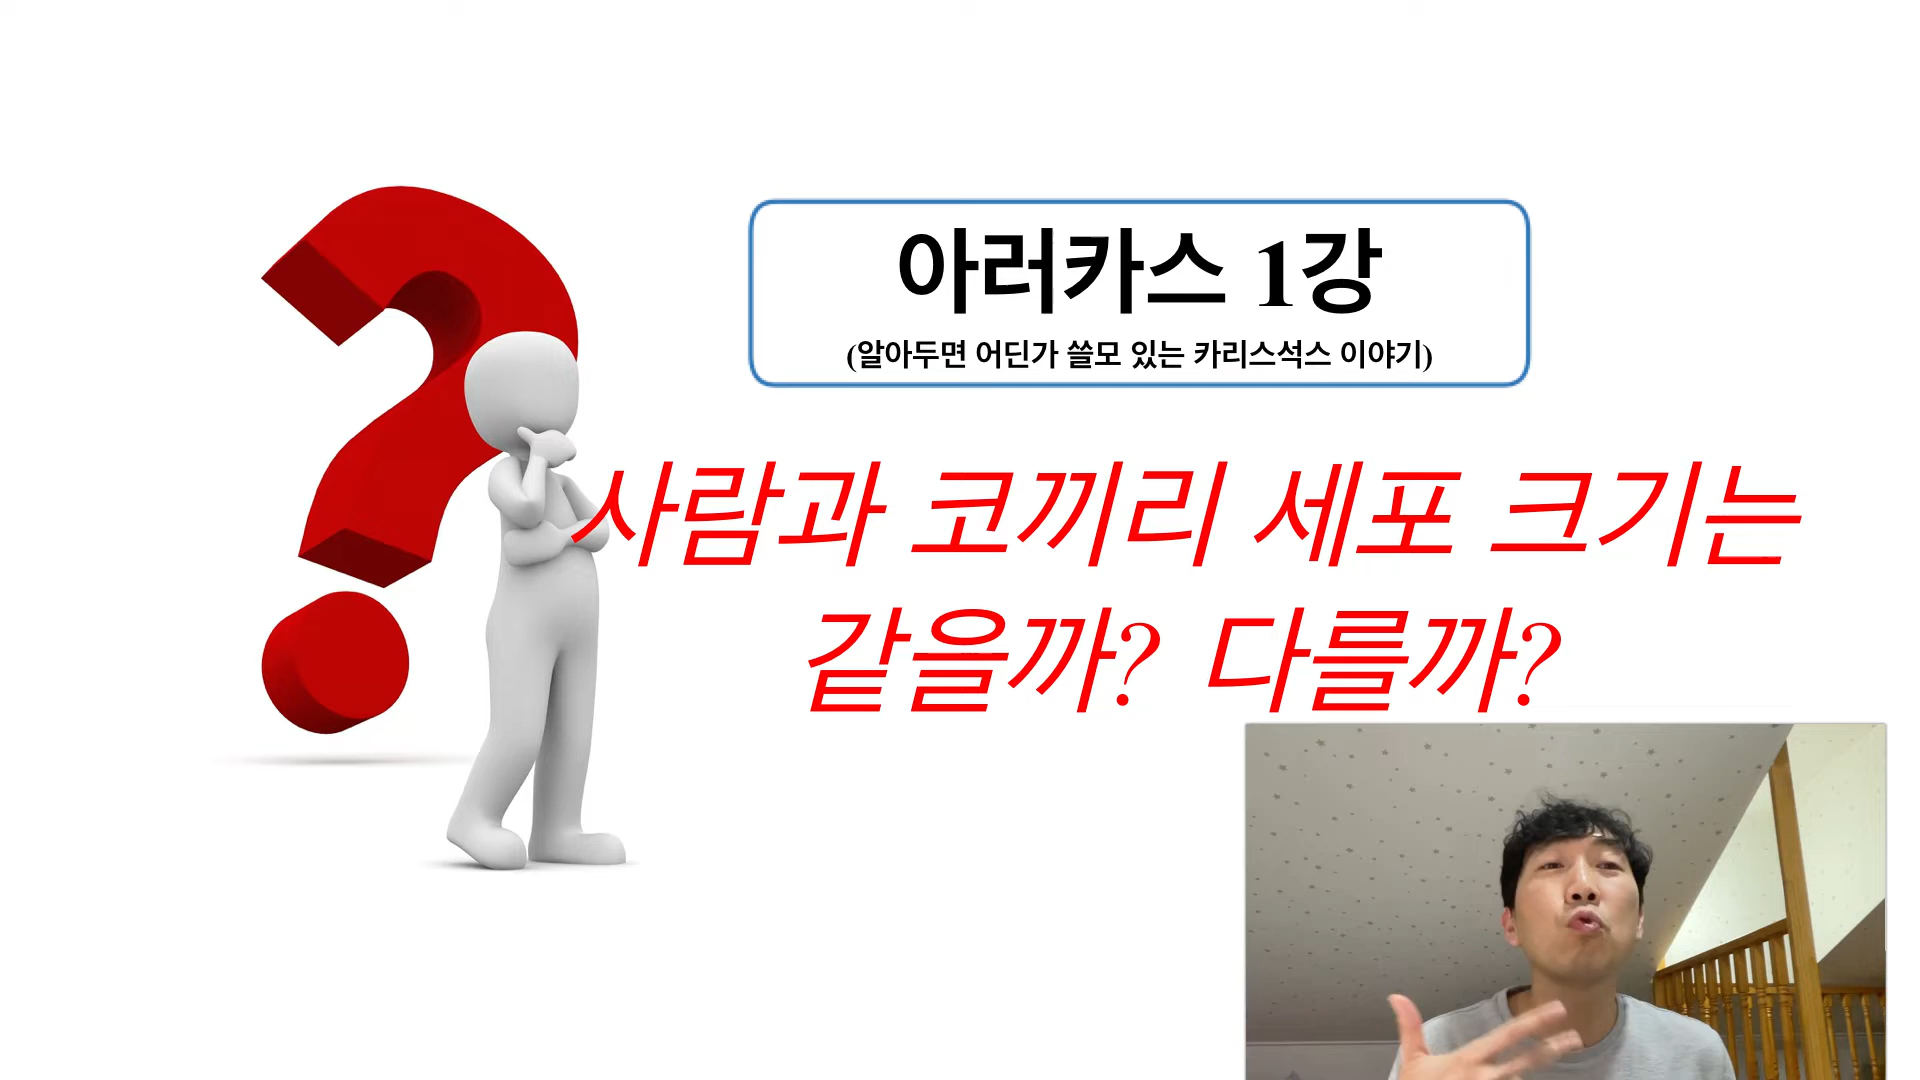 아러카스 1강
(알아두면 어딘가 쓸모 있는 카리스석스 이야기)
사람과 코끼리 세포 크기는
같을까? 다를까?